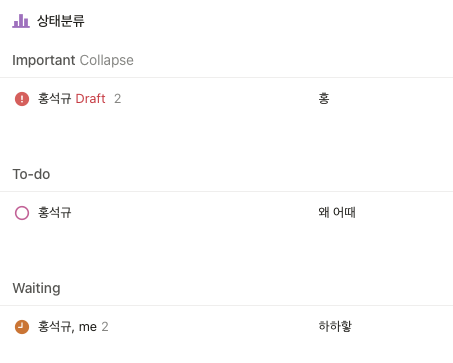 상태분류
Important Collapse
홍석규 Draft 2 홍
To-do
홍석규 왜 어때
Waiting
홍석규, me 2 하하핳